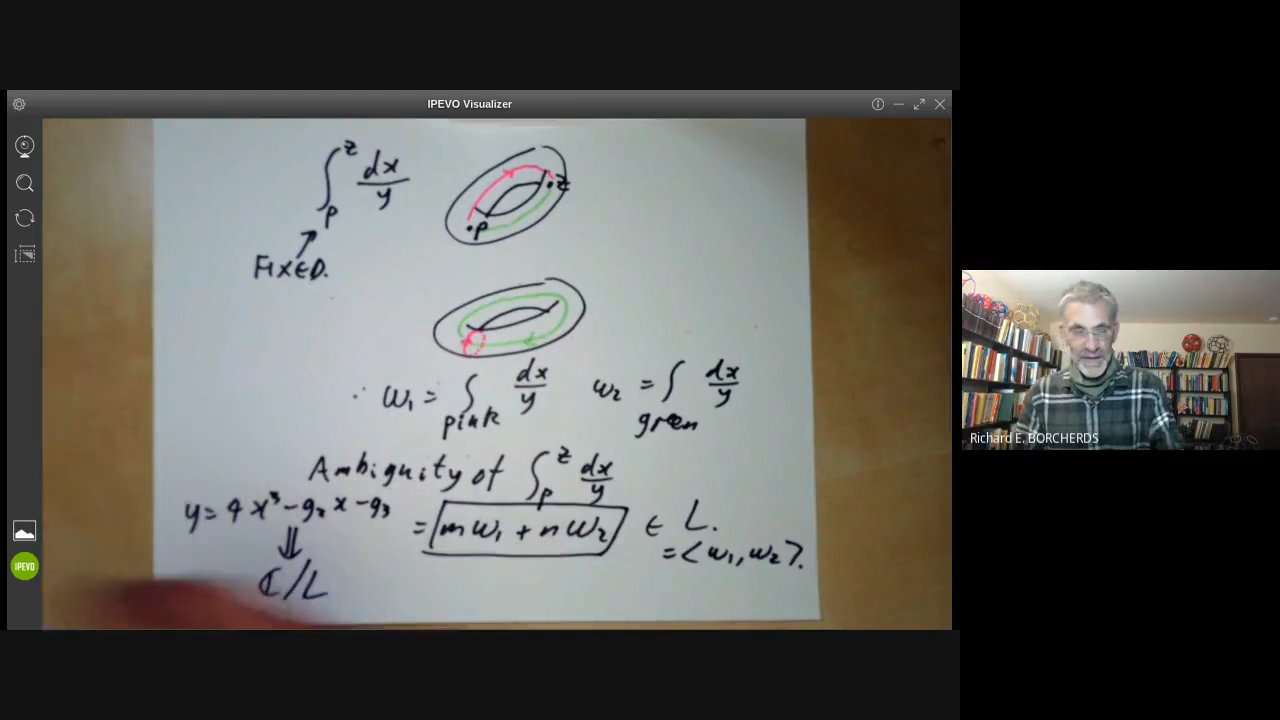 IPEVO Visualizer
∫_p^z dx/y
z
p
FIXED.
ω₁ = ∫_pink dx/y ω₂ = ∫_green dx/y
Ambiguity of ∫_p^z dx/y
y = 4x³ - g₂x - g₃
= mω₁ + nω₂ ∈ L.
= <ω₁, ω₂>.
⇓
ℂ/L
IPEVO
Richard E. BORCHERDS